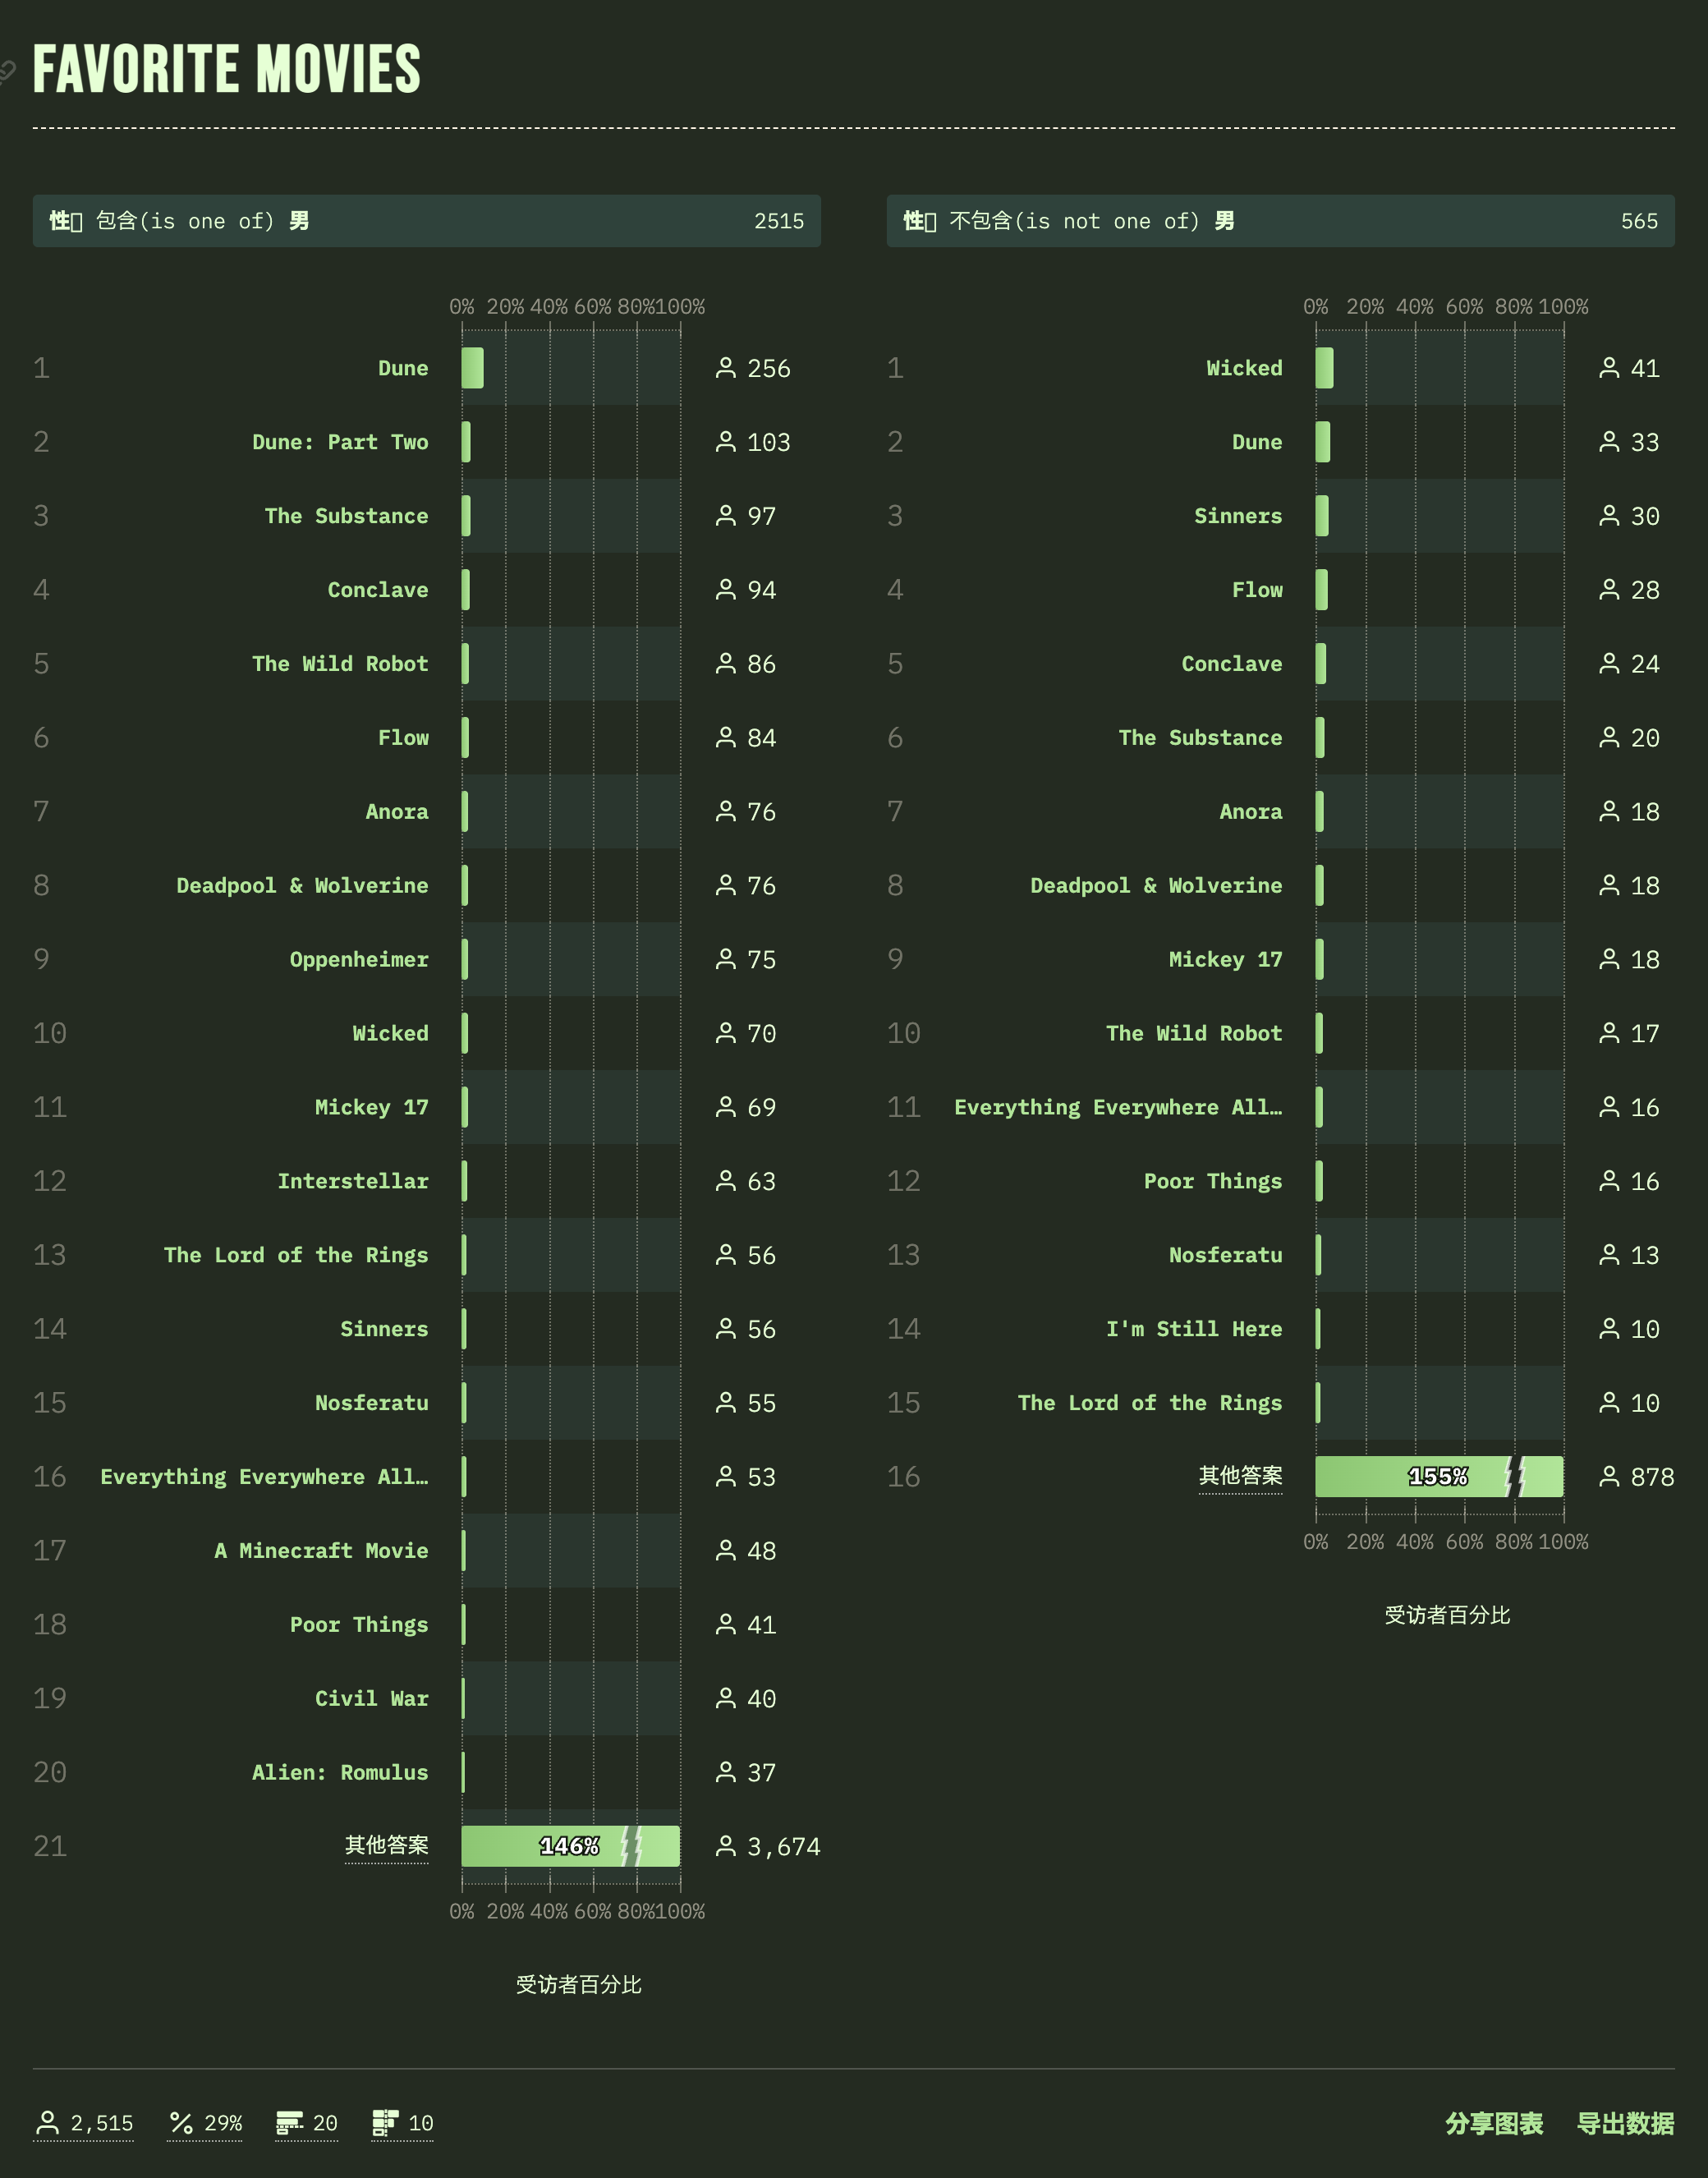 FAVORITE MOVIES
性▯ 包含(is one of) 男 2515
0% 20% 40% 60% 80% 100%
1 Dune 256
2 Dune: Part Two 103
3 The Substance 97
4 Conclave 94
5 The Wild Robot 86
6 Flow 84
7 Anora 76
8 Deadpool & Wolverine 76
9 Oppenheimer 75
10 Wicked 70
11 Mickey 17 69
12 Interstellar 63
13 The Lord of the Rings 56
14 Sinners 56
15 Nosferatu 55
16 Everything Everywhere All… 53
17 A Minecraft Movie 48
18 Poor Things 41
19 Civil War 40
20 Alien: Romulus 37
21 其他答案 146% 3,674
0% 20% 40% 60% 80% 100%
受访者百分比
性▯ 不包含(is not one of) 男 565
0% 20% 40% 60% 80% 100%
1 Wicked 41
2 Dune 33
3 Sinners 30
4 Flow 28
5 Conclave 24
6 The Substance 20
7 Anora 18
8 Deadpool & Wolverine 18
9 Mickey 17 18
10 The Wild Robot 17
11 Everything Everywhere All… 16
12 Poor Things 16
13 Nosferatu 13
14 I'm Still Here 10
15 The Lord of the Rings 10
16 其他答案 155% 878
0% 20% 40% 60% 80% 100%
受访者百分比
2,515 29% 20 10
分享图表 导出数据